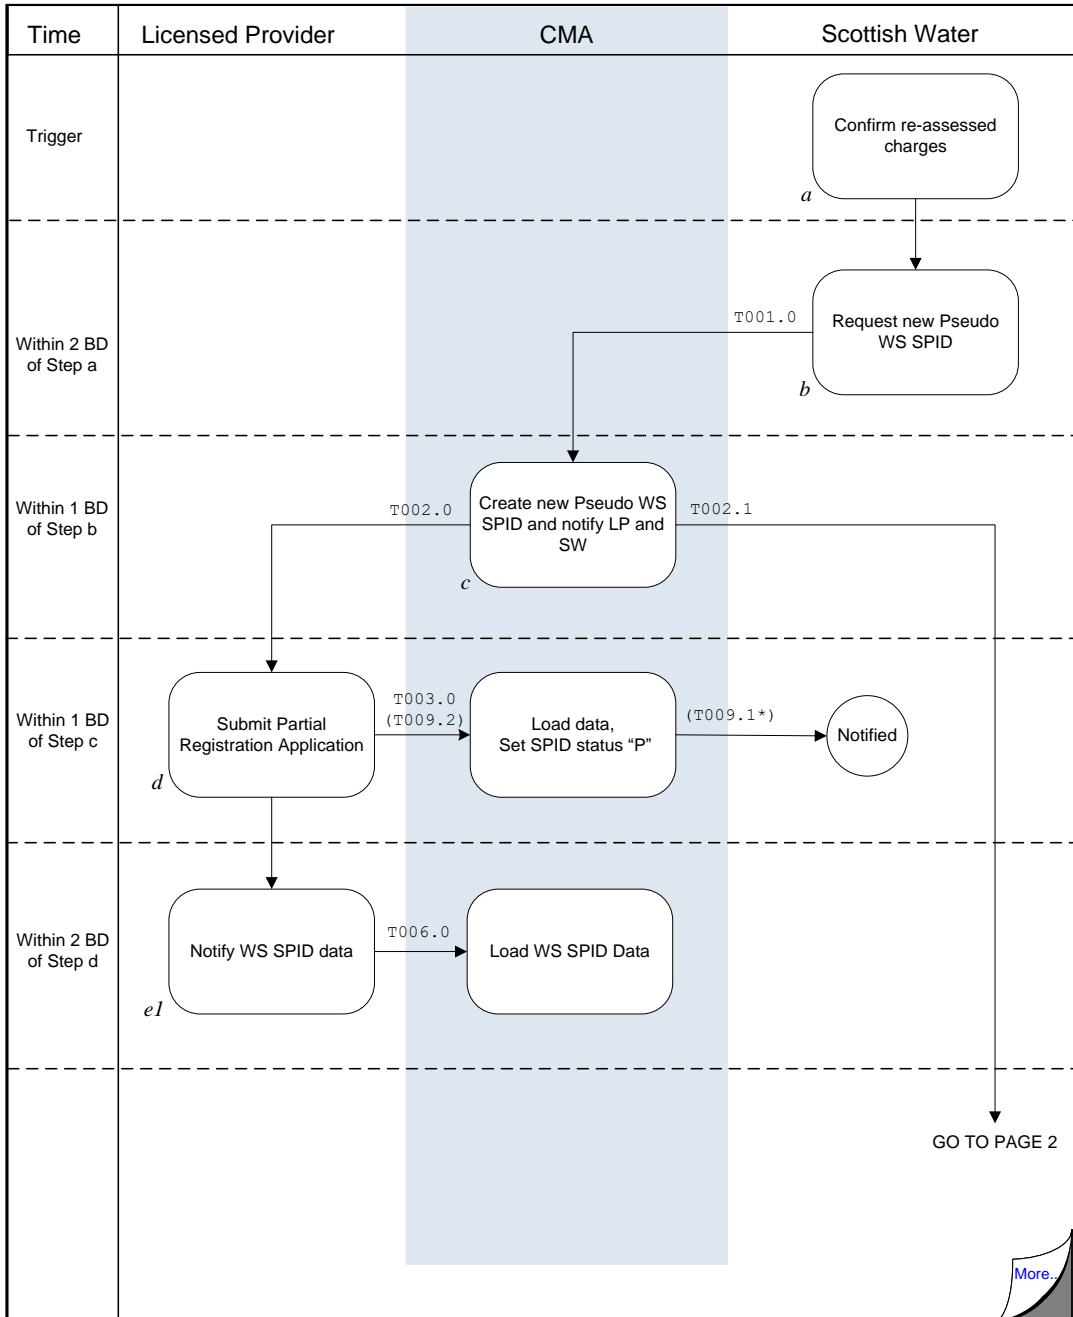 Time
Licensed Provider
CMA
Scottish Water
Trigger
Confirm re-assessed
charges
a
Within 2 BD
of Step a
T001.0
Request new Pseudo
WS SPID
b
Within 1 BD
of Step b
T002.0
Create new Pseudo WS
SPID and notify LP and
SW
T002.1
c
Within 1 BD
of Step c
Submit Partial
Registration Application
d
T003.0
(T009.2)
Load data,
Set SPID status “P”
(T009.1*)
Notified
Within 2 BD
of Step d
Notify WS SPID data
e1
T006.0
Load WS SPID Data
GO TO PAGE 2
More..